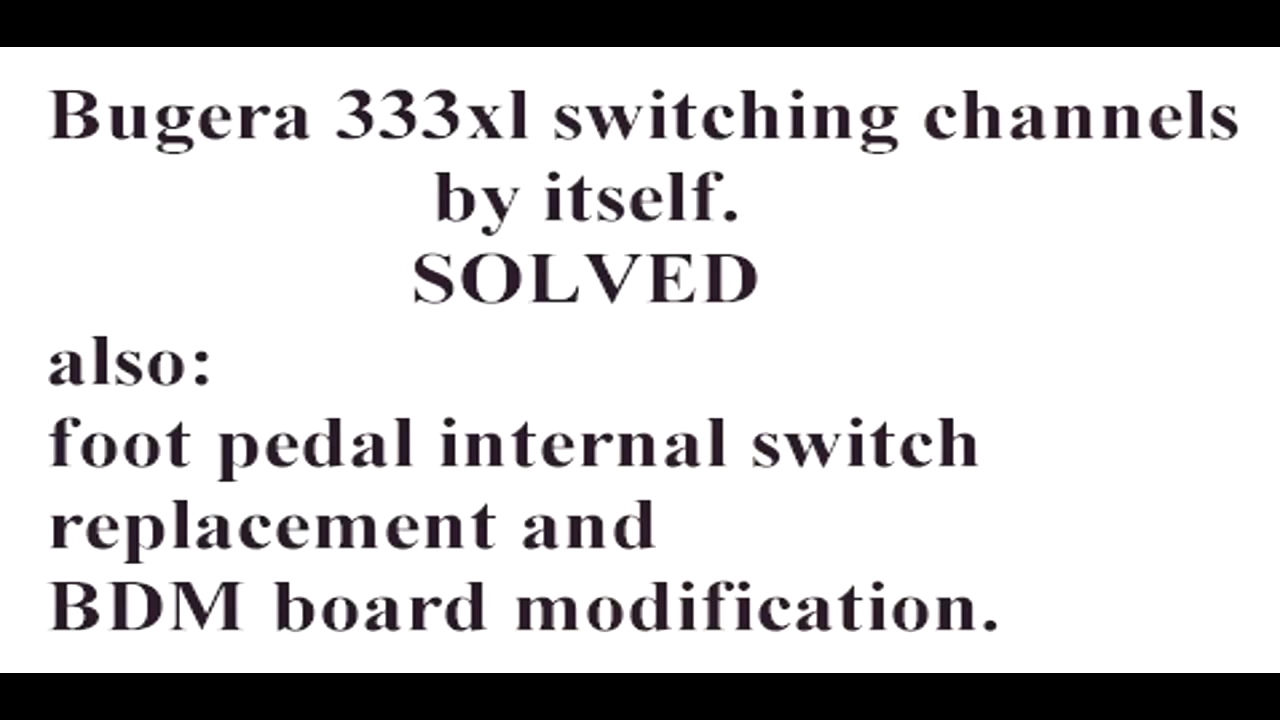 Bugera 333xl switching channels
by itself.
SOLVED
also:
foot pedal internal switch
replacement and
BDM board modification.